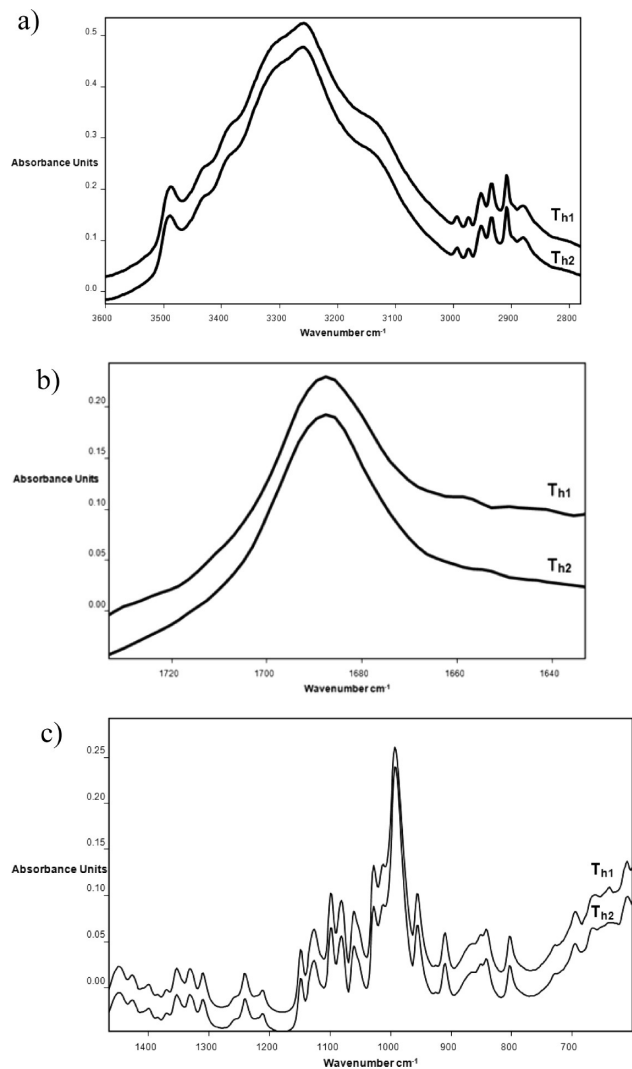 a)
0.5
0.4
0.3
0.2
0.1
0.0
Absorbance Units
Th1
Th2
3600 3500 3400 3300 3200 3100 3000 2900 2800
Wavenumber cm-1
b)
0.20
0.15
0.10
0.05
0.00
Absorbance Units
Th1
Th2
1720 1700 1680 1660 1640
Wavenumber cm-1
c)
0.25
0.20
0.15
0.10
0.05
0.00
Absorbance Units
Th1
Th2
1400 1300 1200 1100 1000 900 800 700
Wavenumber cm-1